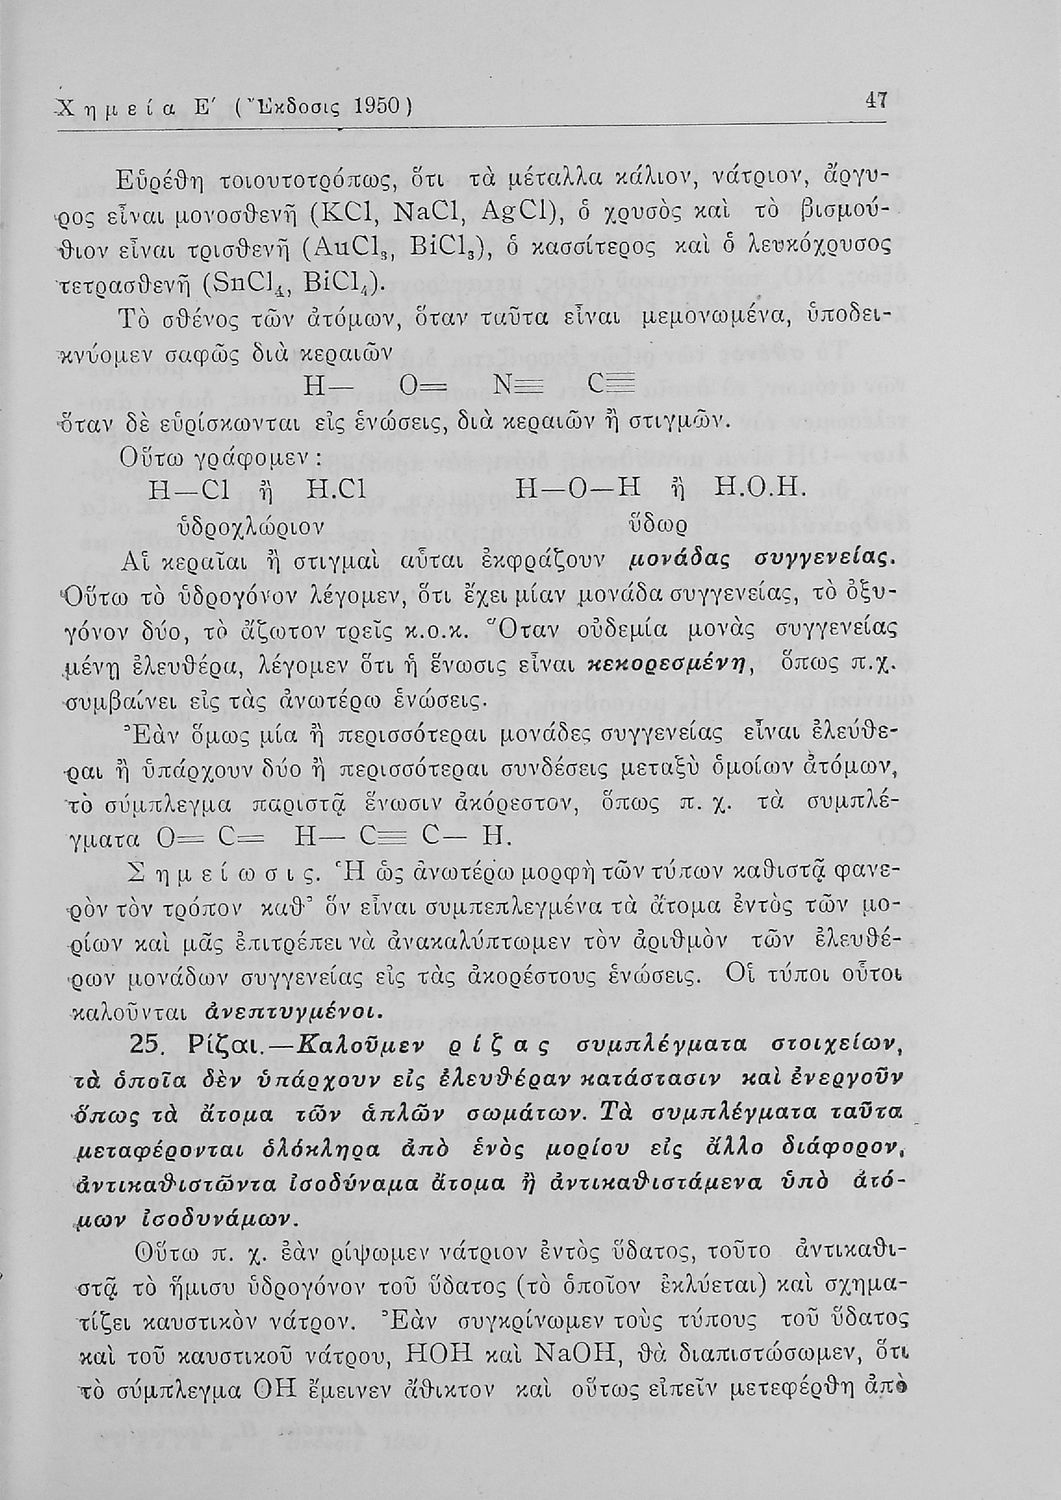 Χημεία Ε΄ (Ἔκδοσις 1950) 47
Εὑρέθη τοιουτοτρόπως, ὅτι τὰ μέταλλα κάλιον, νάτριον, ἄργυ-
ρος εἶναι μονοσθενῆ (KCl, NaCl, AgCl), ὁ χρυσὸς καὶ τὸ βισμού-
θιον εἶναι τρισθενῆ (AuCl₃, BiCl₃), ὁ κασσίτερος καὶ ὁ λευκόχρυσος
τετρασθενῆ (SnCl₄, BiCl₄).
Τὸ σθένος τῶν ἀτόμων, ὅταν ταῦτα εἶναι μεμονωμένα, ὑποδει-
κνύομεν σαφῶς διὰ κεραιῶν
H— O= N≡ C≣
ὅταν δὲ εὑρίσκωνται εἰς ἑνώσεις, διὰ κεραιῶν ἢ στιγμῶν.
Οὕτω γράφομεν :
H—Cl ἢ H.Cl H—O—H ἢ H.O.H.
ὑδροχλώριον ὕδωρ
Αἱ κεραῖαι ἢ στιγμαὶ αὗται ἐκφράζουν μονάδας συγγενείας.
Οὕτω τὸ ὑδρογόνον λέγομεν, ὅτι ἔχει μίαν μονάδα συγγενείας, τὸ ὀξυ-
γόνον δύο, τὸ ἄζωτον τρεῖς κ.ο.κ. Ὅταν οὐδεμία μονὰς συγγενείας
μένῃ ἐλευθέρα, λέγομεν ὅτι ἡ ἕνωσις εἶναι κεκορεσμένη, ὅπως π.χ.
συμβαίνει εἰς τὰς ἀνωτέρω ἑνώσεις.
Ἐὰν ὅμως μία ἢ περισσότεραι μονάδες συγγενείας εἶναι ἐλεύθε-
ραι ἢ ὑπάρχουν δύο ἢ περισσότεραι συνδέσεις μεταξὺ ὁμοίων ἀτόμων,
τὸ σύμπλεγμα παριστᾷ ἕνωσιν ἀκόρεστον, ὅπως π. χ. τὰ συμπλέ-
γματα O= C= H— C≣ C— H.
Σημείωσις. Ἡ ὡς ἀνωτέρω μορφὴ τῶν τύπων καθιστᾷ φανε-
ρὸν τὸν τρόπον καθ᾽ ὃν εἶναι συμπεπλεγμένα τὰ ἄτομα ἐντὸς τῶν μο-
ρίων καὶ μᾶς ἐπιτρέπει νὰ ἀνακαλύπτωμεν τὸν ἀριθμὸν τῶν ἐλευθέ-
ρων μονάδων συγγενείας εἰς τὰς ἀκορέστους ἑνώσεις. Οἱ τύποι οὗτοι
καλοῦνται ἀνεπτυγμένοι.
25. Ρίζαι.—Καλοῦμεν ρίζας συμπλέγματα στοιχείων,
τὰ ὁποῖα δὲν ὑπάρχουν εἰς ἐλευθέραν κατάστασιν καὶ ἐνεργοῦν
ὅπως τὰ ἄτομα τῶν ἁπλῶν σωμάτων. Τὰ συμπλέγματα ταῦτα
μεταφέρονται ὁλόκληρα ἀπὸ ἑνὸς μορίου εἰς ἄλλο διάφορον,
ἀντικαθιστῶντα ἰσοδύναμα ἄτομα ἢ ἀντικαθιστάμενα ὑπὸ ἀτό-
μων ἰσοδυνάμων.
Οὕτω π. χ. ἐὰν ρίψωμεν νάτριον ἐντὸς ὕδατος, τοῦτο ἀντικαθι-
στᾷ τὸ ἥμισυ ὑδρογόνον τοῦ ὕδατος (τὸ ὁποῖον ἐκλύεται) καὶ σχημα-
τίζει καυστικὸν νάτρον. Ἐὰν συγκρίνωμεν τοὺς τύπους τοῦ ὕδατος
καὶ τοῦ καυστικοῦ νάτρου, HOH καὶ NaOH, θὰ διαπιστώσωμεν, ὅτι
τὸ σύμπλεγμα OH ἔμεινεν ἄθικτον καὶ οὕτως εἰπεῖν μετεφέρθη ἀπὸ